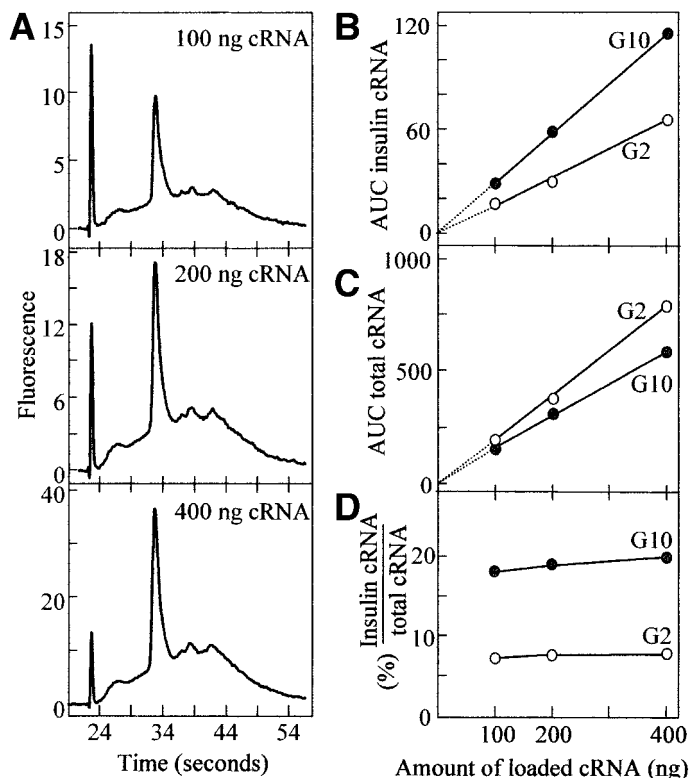 A
100 ng cRNA
15
10
5
0
200 ng cRNA
18
12
6
0
400 ng cRNA
40
20
0
Fluorescence
24 34 44 54
Time (seconds)
B
AUC insulin cRNA
120
60
0
G10
G2
C
AUC total cRNA
1000
500
0
G2
G10
D
Insulin cRNA
total cRNA
(%)
20
10
0
G10
G2
100 200 400
Amount of loaded cRNA (ng)